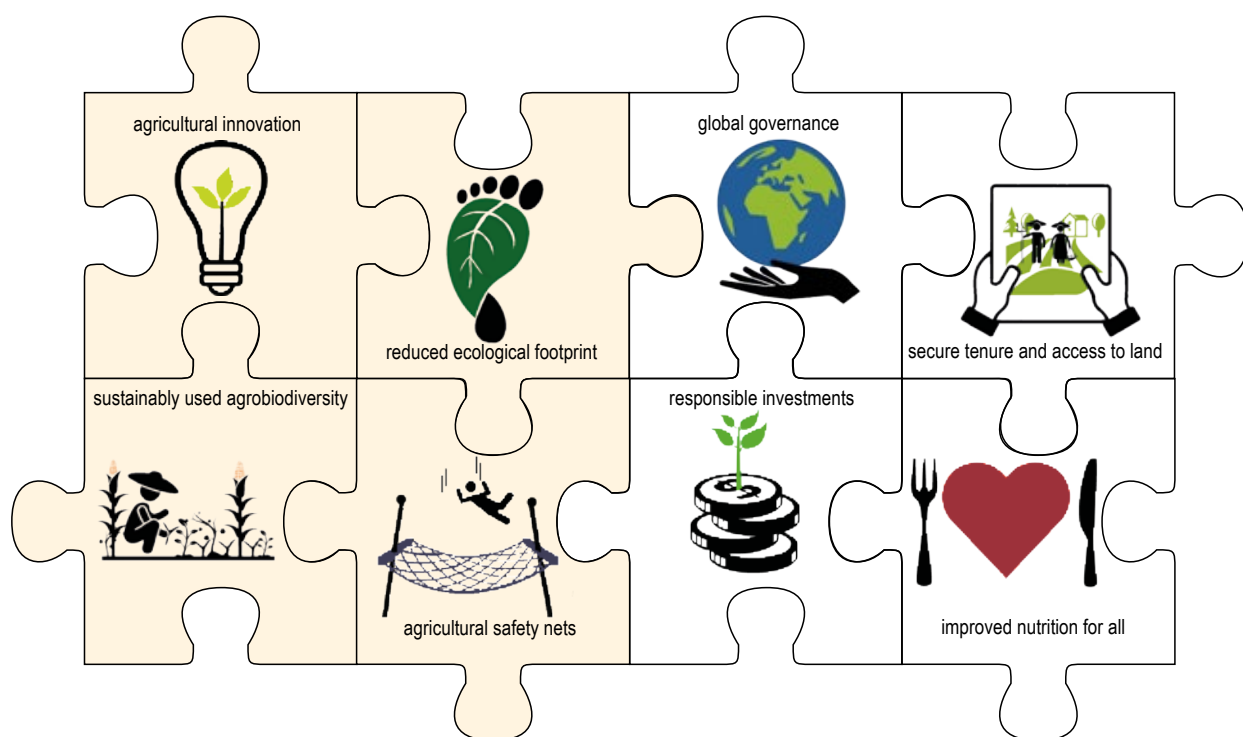 agricultural innovation
global governance
reduced ecological footprint
secure tenure and access to land
sustainably used agrobiodiversity
responsible investments
agricultural safety nets
improved nutrition for all